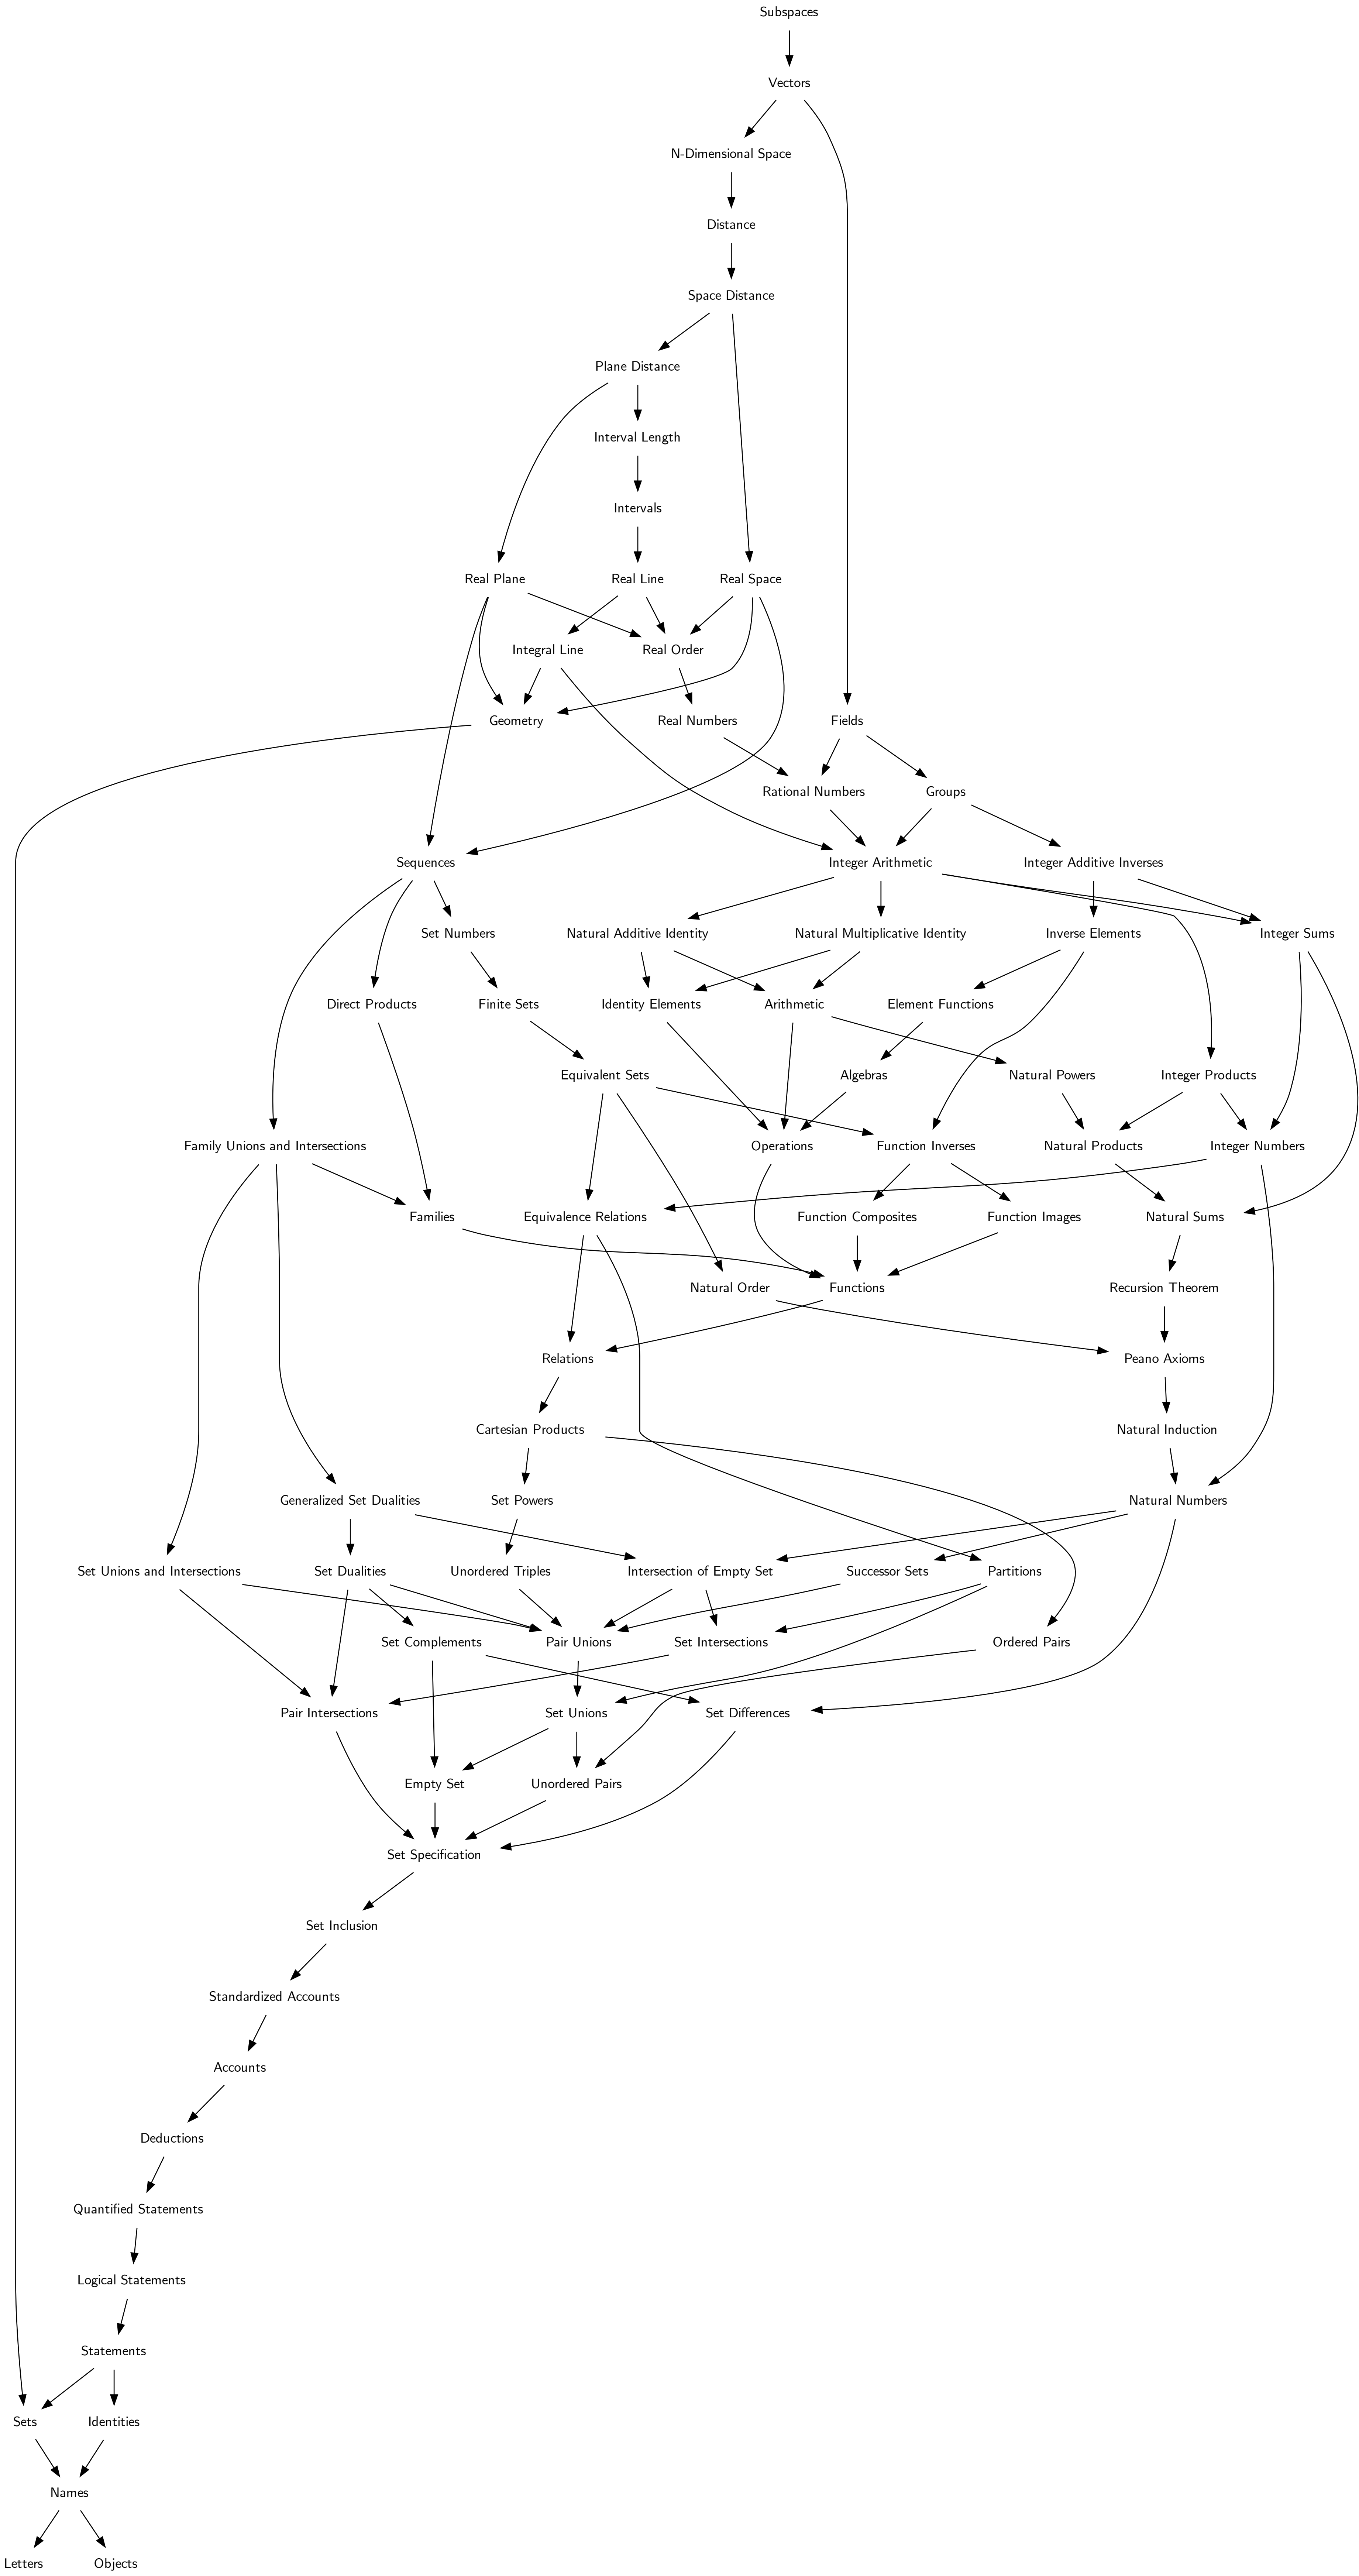 Subspaces
Vectors
N-Dimensional Space
Distance
Space Distance
Plane Distance
Interval Length
Intervals
Real Plane
Real Line
Real Space
Integral Line
Real Order
Geometry
Real Numbers
Fields
Rational Numbers
Groups
Sequences
Integer Arithmetic
Integer Additive Inverses
Set Numbers
Natural Additive Identity
Natural Multiplicative Identity
Inverse Elements
Integer Sums
Direct Products
Finite Sets
Identity Elements
Arithmetic
Element Functions
Equivalent Sets
Algebras
Natural Powers
Integer Products
Family Unions and Intersections
Operations
Function Inverses
Natural Products
Integer Numbers
Families
Equivalence Relations
Function Composites
Function Images
Natural Sums
Natural Order
Functions
Recursion Theorem
Relations
Peano Axioms
Cartesian Products
Natural Induction
Generalized Set Dualities
Set Powers
Natural Numbers
Set Unions and Intersections
Set Dualities
Unordered Triples
Intersection of Empty Set
Successor Sets
Partitions
Set Complements
Pair Unions
Set Intersections
Ordered Pairs
Pair Intersections
Set Unions
Set Differences
Empty Set
Unordered Pairs
Set Specification
Set Inclusion
Standardized Accounts
Accounts
Deductions
Quantified Statements
Logical Statements
Statements
Sets
Identities
Names
Letters
Objects